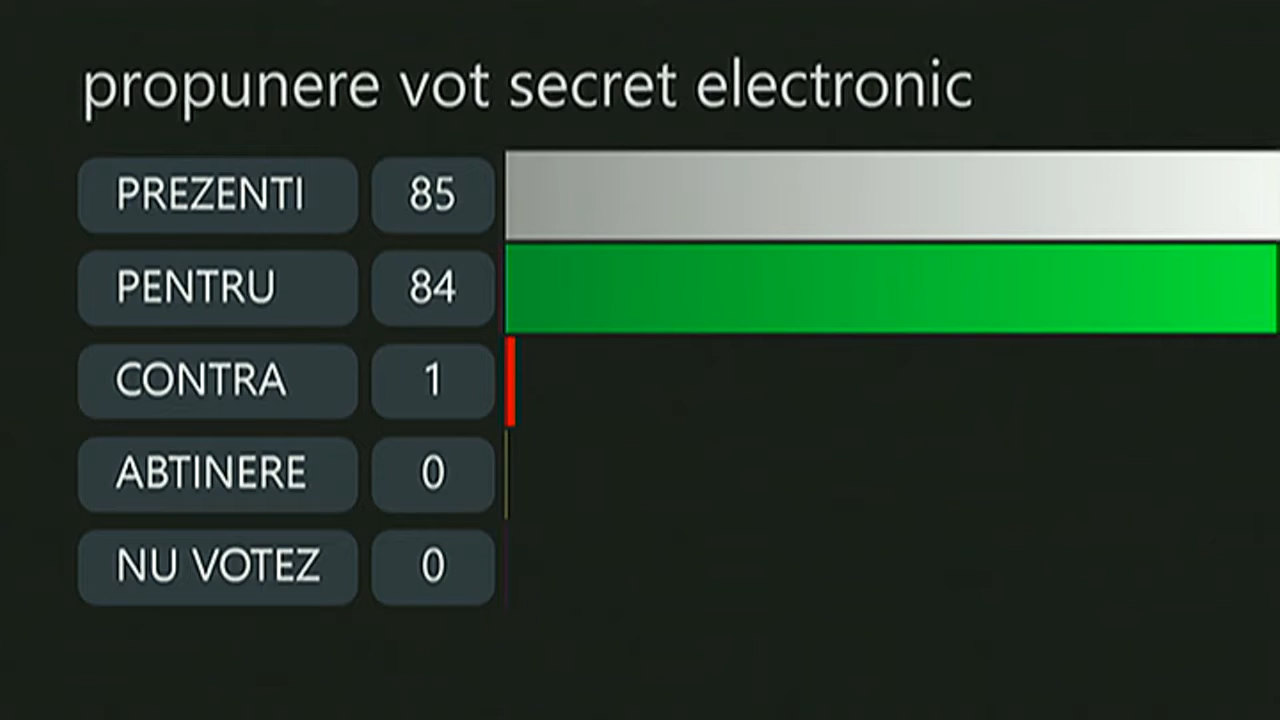 propunere vot secret electronic
PREZENTI 85
PENTRU 84
CONTRA 1
ABTINERE 0
NU VOTEZ 0